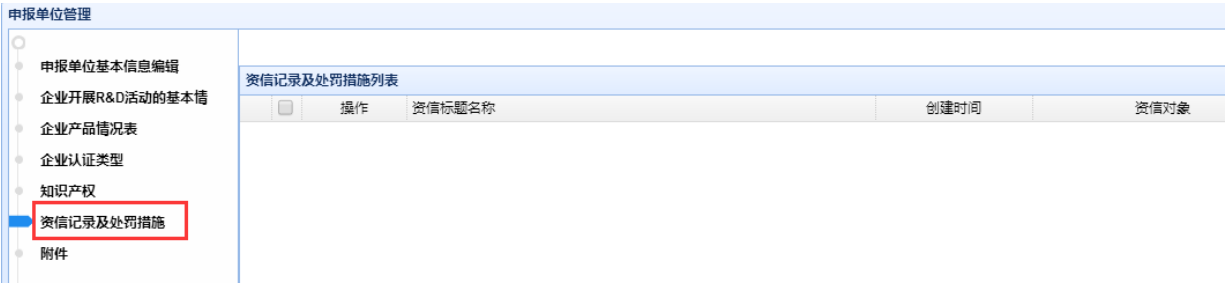 申报单位管理
申报单位基本信息编辑
企业开展R&D活动的基本情
企业产品情况表
企业认证类型
知识产权
资信记录及处罚措施
附件
资信记录及处罚措施列表
操作 资信标题名称 创建时间 资信对象